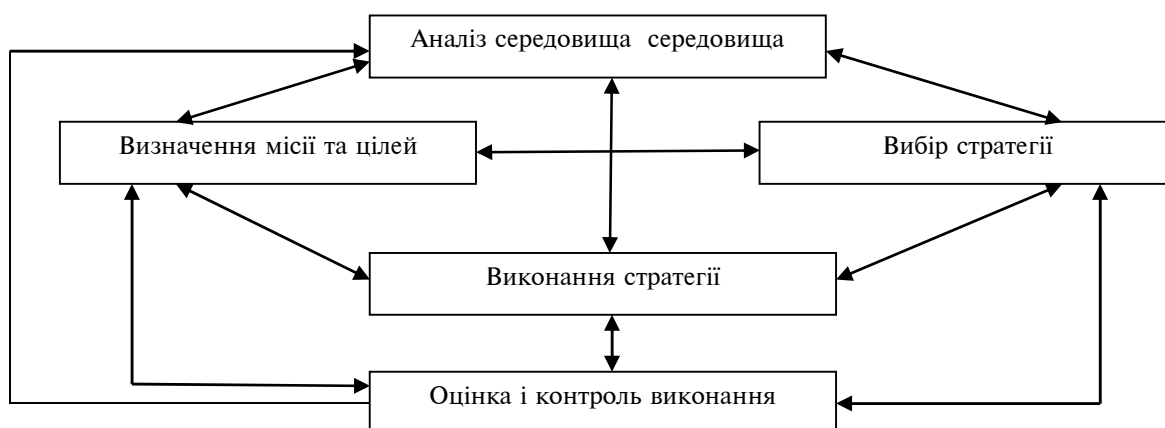 Аналіз середовища середовища
Визначення місії та цілей
Вибір стратегії
Виконання стратегії
Оцінка і контроль виконання